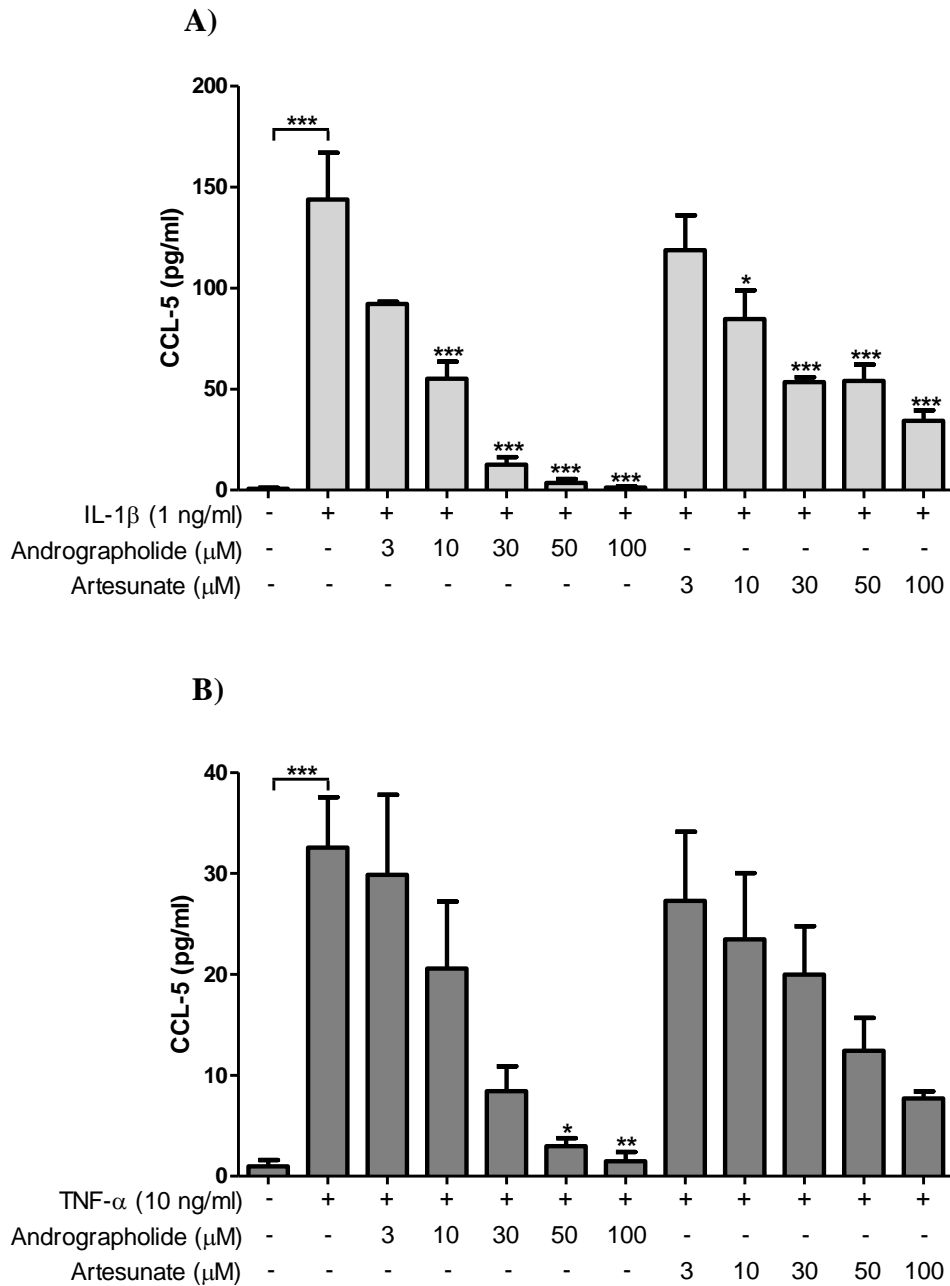 A)
200
150
100
50
0
CCL-5 (pg/ml)
***
***
***
***
***
*
***
***
***
IL-1β (1 ng/ml) - + + + + + + + + + + +
Andrographolide (μM) - - 3 10 30 50 100 - - - - -
Artesunate (μM) - - - - - - - 3 10 30 50 100
B)
40
30
20
10
0
CCL-5 (pg/ml)
***
*
**
TNF-α (10 ng/ml) - + + + + + + + + + + +
Andrographolide (μM) - - 3 10 30 50 100 - - - - -
Artesunate (μM) - - - - - - - 3 10 30 50 100